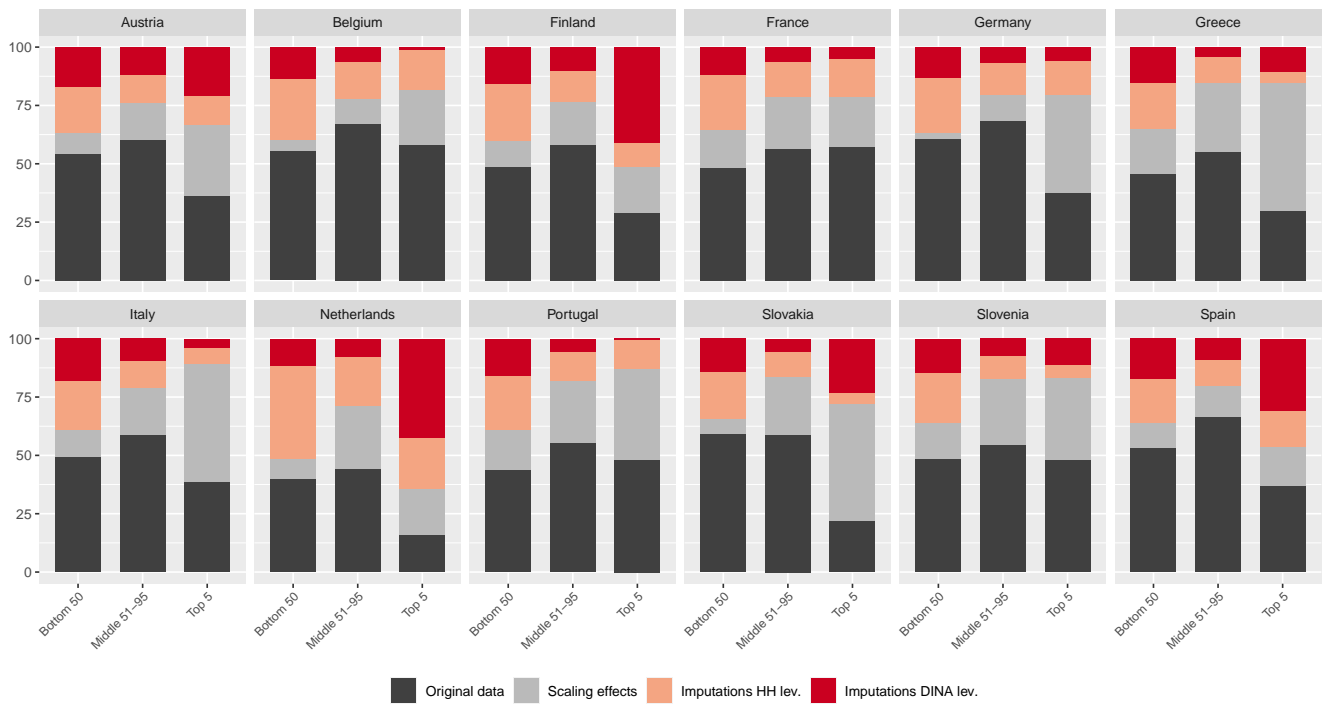 Austria Belgium Finland France Germany Greece
100
75
50
25
0
Italy Netherlands Portugal Slovakia Slovenia Spain
100
75
50
25
0
Bottom 50 Middle 51–95 Top 5 Bottom 50 Middle 51–95 Top 5 Bottom 50 Middle 51–95 Top 5 Bottom 50 Middle 51–95 Top 5 Bottom 50 Middle 51–95 Top 5 Bottom 50 Middle 51–95 Top 5
Original data Scaling effects Imputations HH lev. Imputations DINA lev.